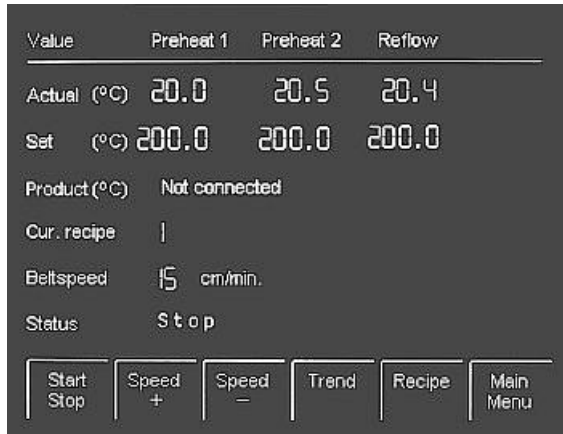 Value Preheat 1 Preheat 2 Reflow
Actual (°C) 20.0 20.5 20.4
Set (°C) 200.0 200.0 200.0
Product (°C) Not connected
Cur. recipe 1
Beltspeed 15 cm/min.
Status Stop
Start Stop Speed + Speed − Trend Recipe Main Menu